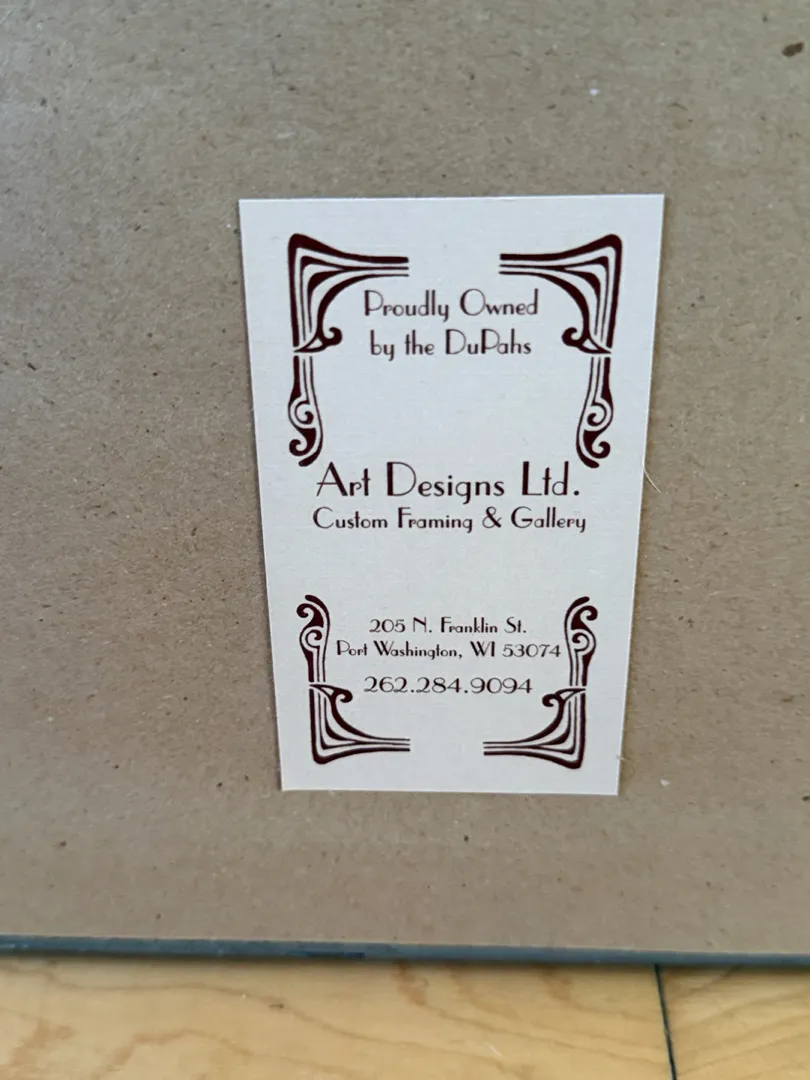 Proudly Owned
by the DuPahs
Art Designs Ltd.
Custom Framing & Gallery
205 N. Franklin St.
Port Washington, WI 53074
262.284.9094